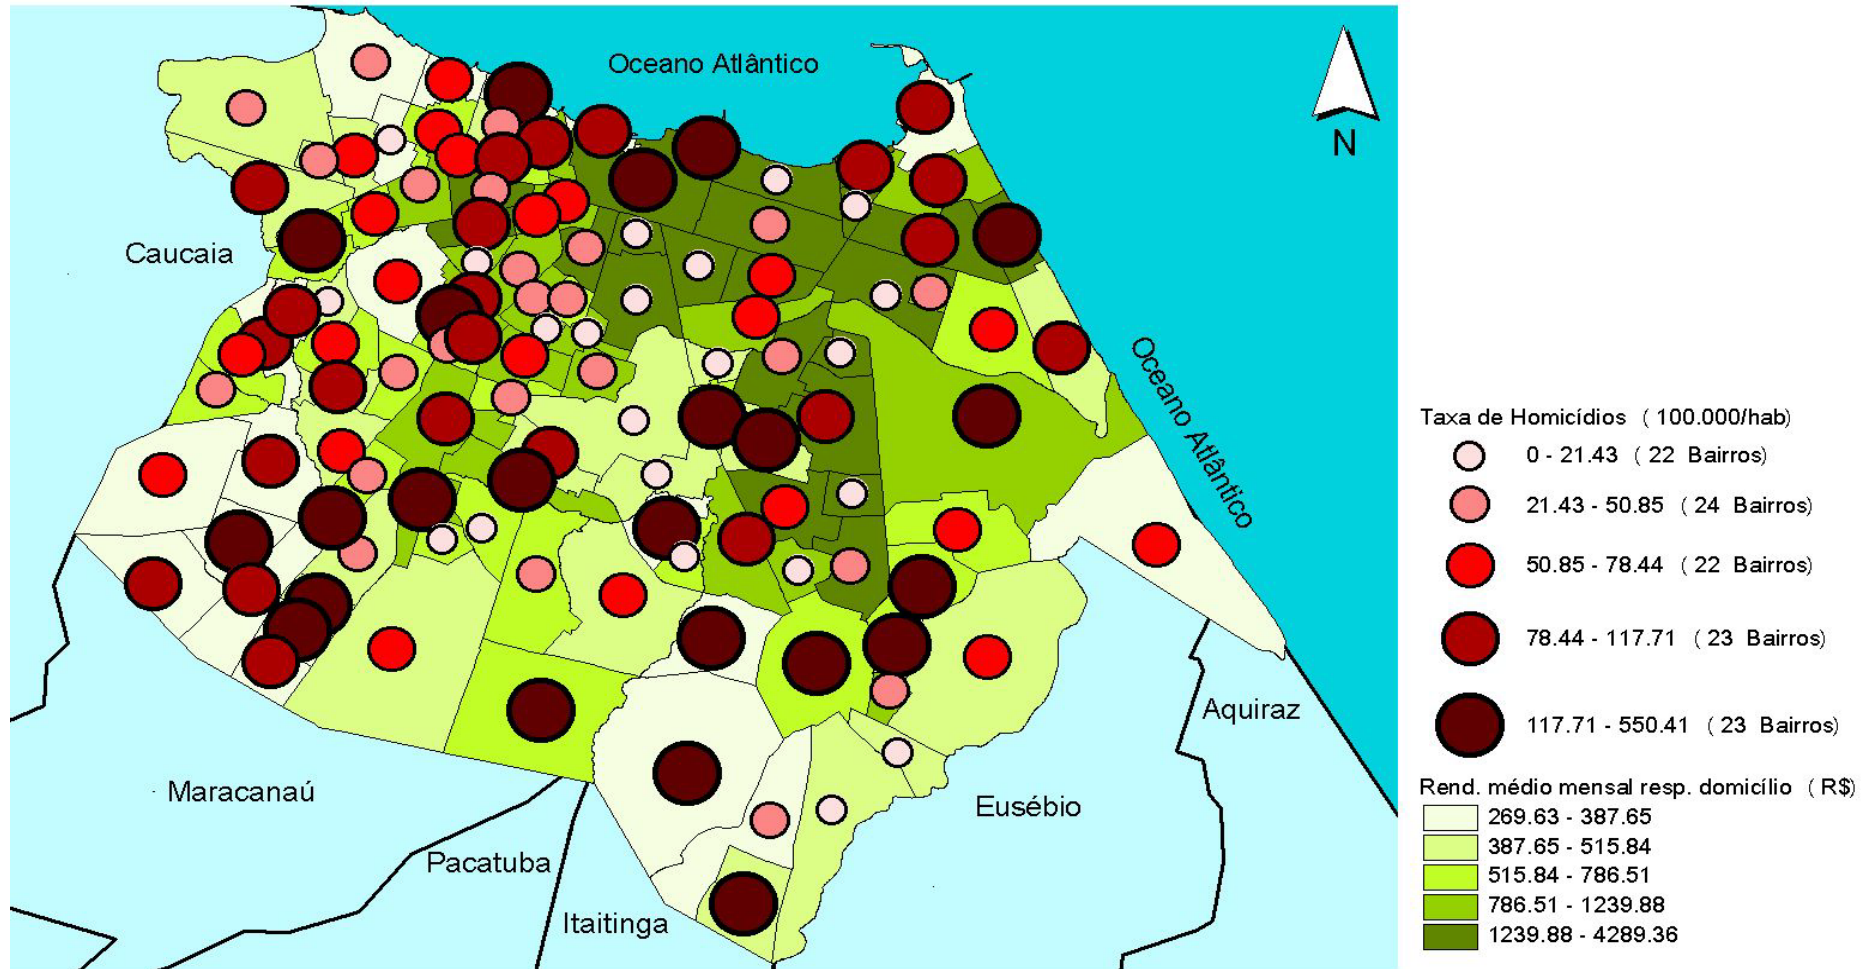 Oceano Atlântico
N
Caucaia
Oceano Atlântico
Maracanaú
Pacatuba
Itaitinga
Eusébio
Aquiraz
Taxa de Homicídios ( 100.000/hab)
0 - 21.43 ( 22 Bairros)
21.43 - 50.85 ( 24 Bairros)
50.85 - 78.44 ( 22 Bairros)
78.44 - 117.71 ( 23 Bairros)
117.71 - 550.41 ( 23 Bairros)
Rend. médio mensal resp. domicílio ( R$)
269.63 - 387.65
387.65 - 515.84
515.84 - 786.51
786.51 - 1239.88
1239.88 - 4289.36